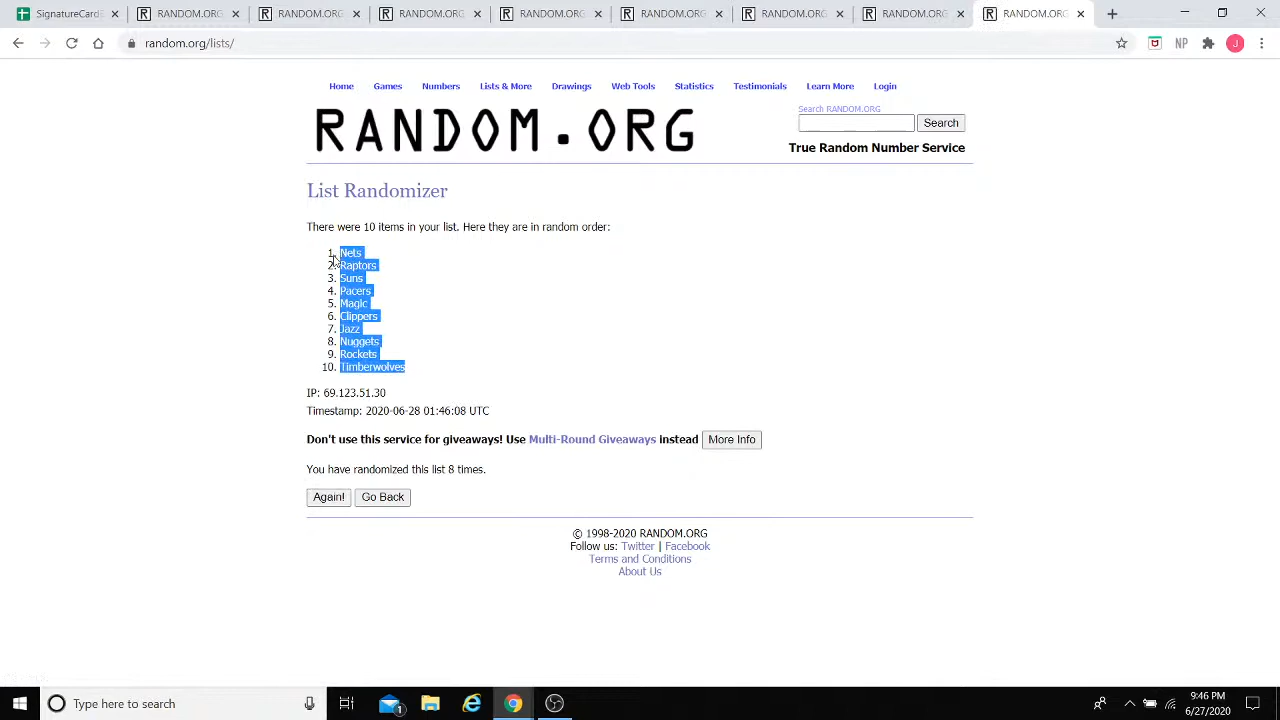 SignatureCard RANDOM.ORG RANDOM.ORG RANDOM.ORG RANDOM.ORG RANDOM.ORG RANDOM.ORG RANDOM.ORG RANDOM.ORG
random.org/lists/ NP J
Home Games Numbers Lists & More Drawings Web Tools Statistics Testimonials Learn More Login
Search RANDOM.ORG
RANDOM.ORG
Search
True Random Number Service
List Randomizer
There were 10 items in your list. Here they are in random order:
1. Nets
2. Raptors
3. Suns
4. Pacers
5. Magic
6. Clippers
7. Jazz
8. Nuggets
9. Rockets
10. Timberwolves
IP: 69.123.51.30
Timestamp: 2020-06-28 01:46:08 UTC
Don't use this service for giveaways! Use Multi-Round Giveaways instead More Info
You have randomized this list 8 times.
Again! Go Back
© 1998-2020 RANDOM.ORG
Follow us: Twitter | Facebook
Terms and Conditions
About Us
Type here to search
1
9:46 PM
6/27/2020